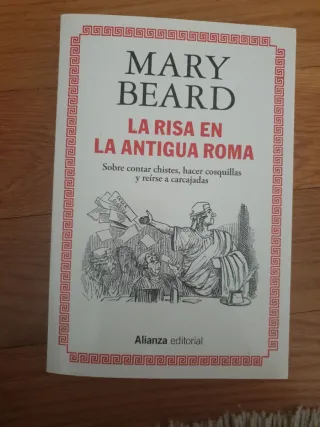 MARY
BEARD
LA RISA EN
LA ANTIGUA ROMA
Sobre contar chistes, hacer cosquillas
y reírse a carcajadas
Alianza editorial